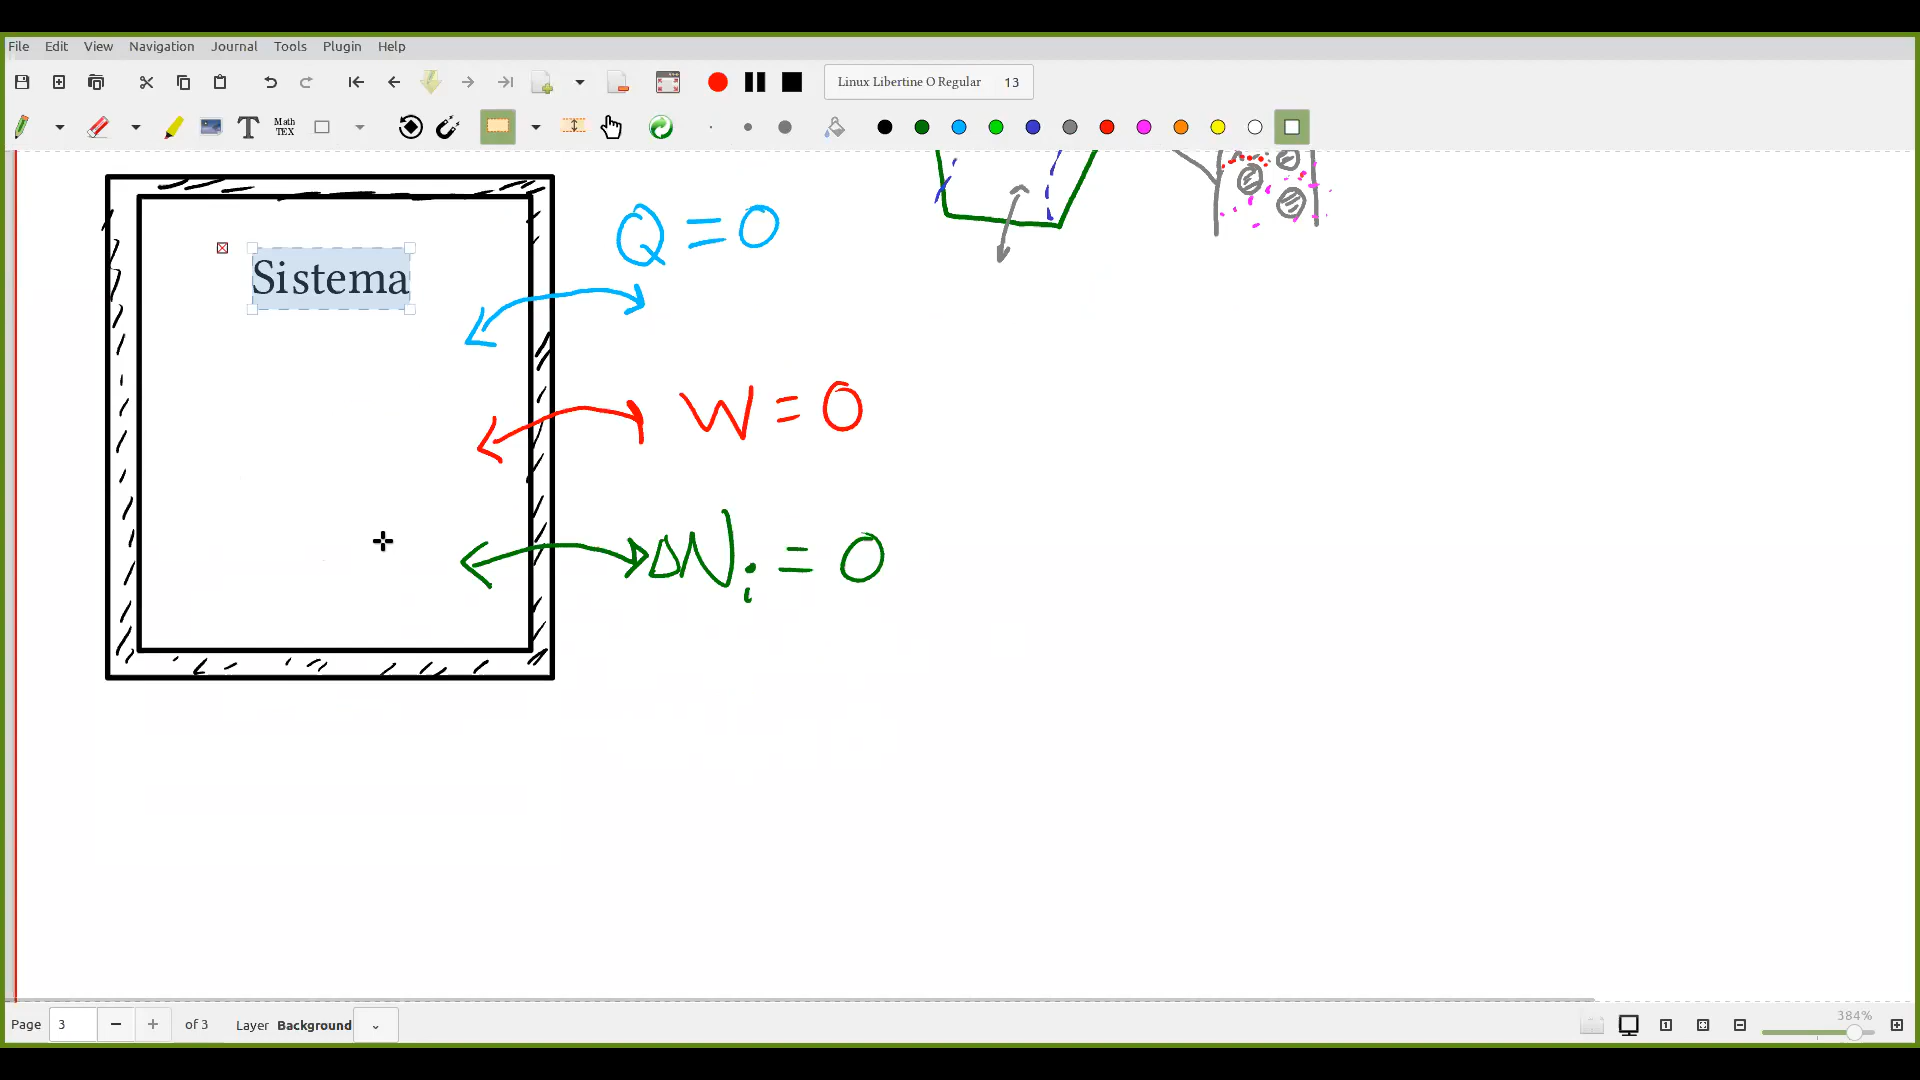 File Edit View Navigation Journal Tools Plugin Help
Linux Libertine O Regular 13
T Math TEX
Sistema
Q = 0
W = 0
ΔNi = 0
Page 3 of 3 Layer Background 384%